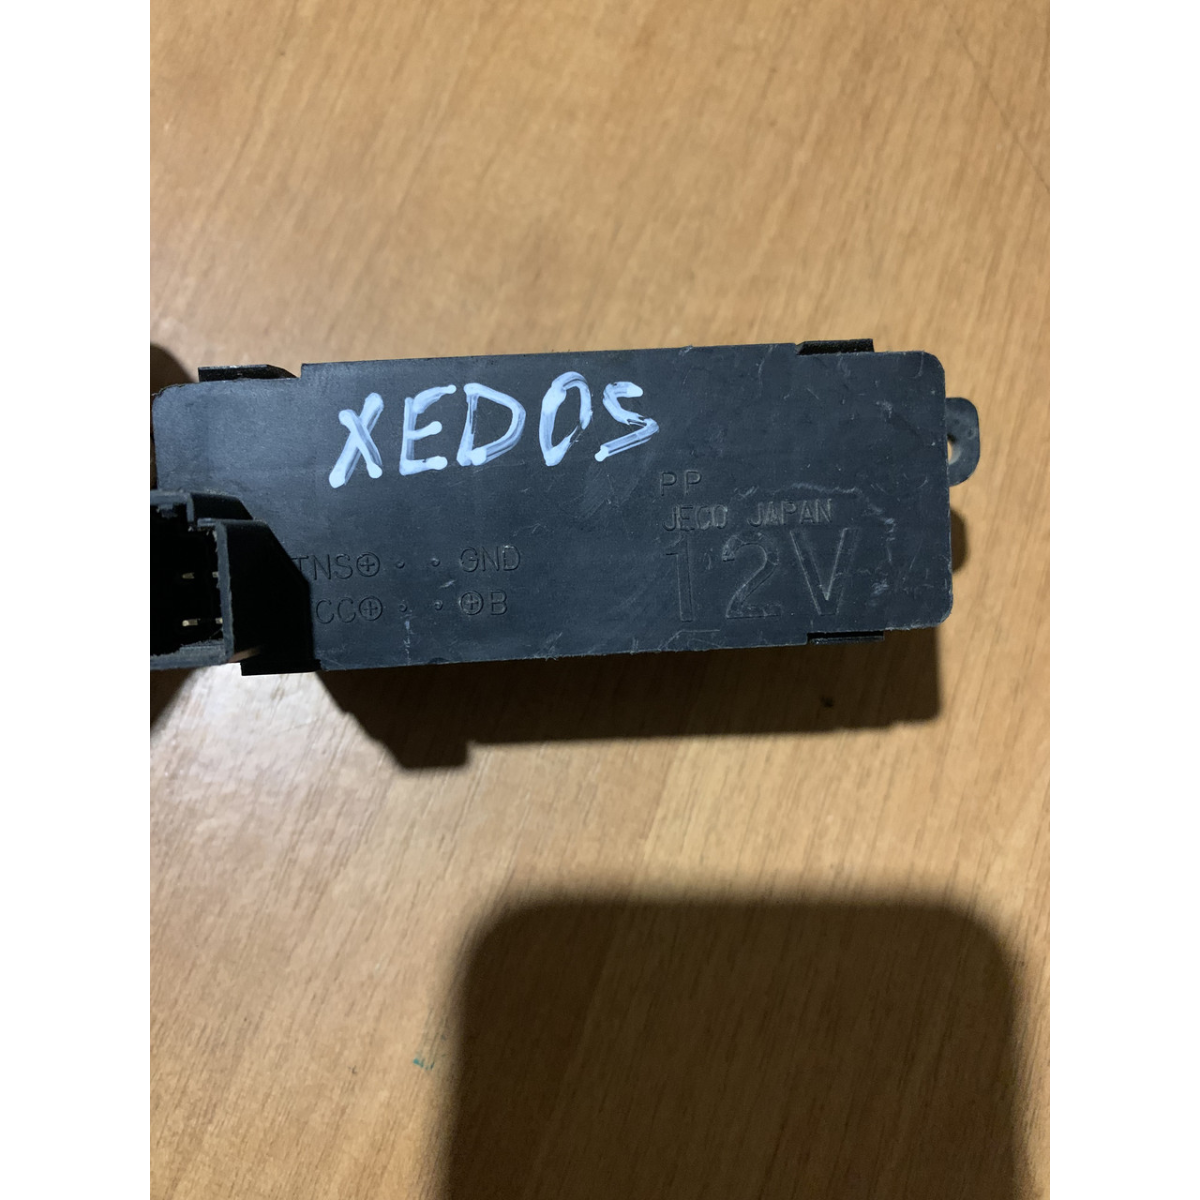 XEDOS
PP
JECO JAPAN
12V
TNS⊕ · · GND
CC⊕ · · ⊕B